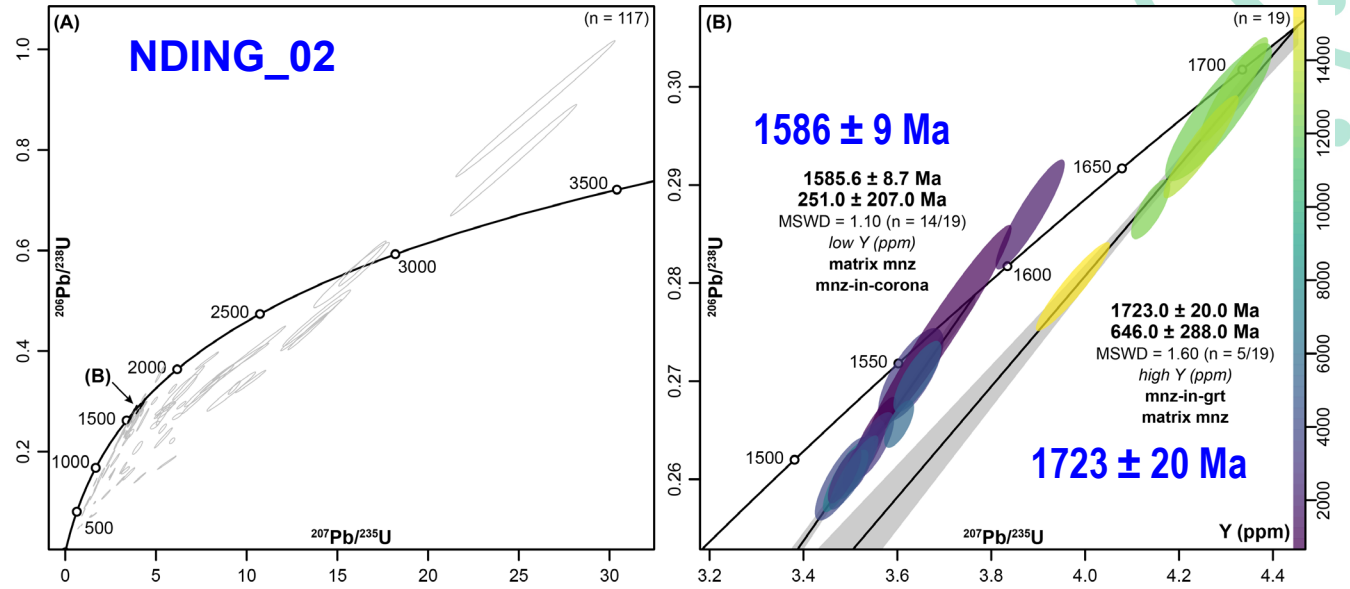 (A)
(n = 117)
NDING_02
1.0
0.8
0.6
0.4
0.2
206Pb/238U
3500
3000
2500
2000
(B)
1500
1000
500
207Pb/235U
0
5
10
15
20
25
30
(B)
(n = 19)
0.30
0.29
0.28
0.27
0.26
206Pb/238U
1700
1650
1600
1550
1500
1586 ± 9 Ma
1585.6 ± 8.7 Ma
251.0 ± 207.0 Ma
MSWD = 1.10 (n = 14/19)
low Y (ppm)
matrix mnz
mnz-in-corona
1723.0 ± 20.0 Ma
646.0 ± 288.0 Ma
MSWD = 1.60 (n = 5/19)
high Y (ppm)
mnz-in-grt
matrix mnz
1723 ± 20 Ma
207Pb/235U
Y (ppm)
3.2
3.4
3.6
3.8
4.0
4.2
4.4
14000
12000
10000
8000
6000
4000
2000